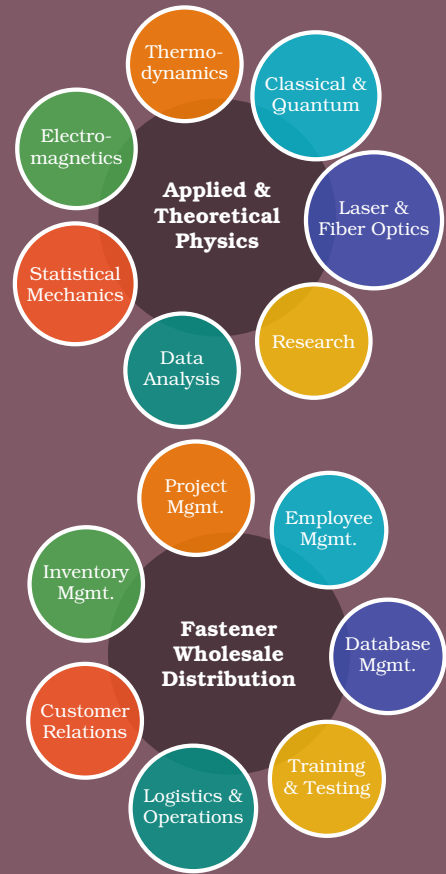 Thermo-
dynamics
Classical &
Quantum
Electro-
magnetics
Applied &
Theoretical
Physics
Laser &
Fiber Optics
Statistical
Mechanics
Research
Data
Analysis
Project
Mgmt.
Employee
Mgmt.
Inventory
Mgmt.
Fastener
Wholesale
Distribution
Database
Mgmt.
Customer
Relations
Training
& Testing
Logistics &
Operations